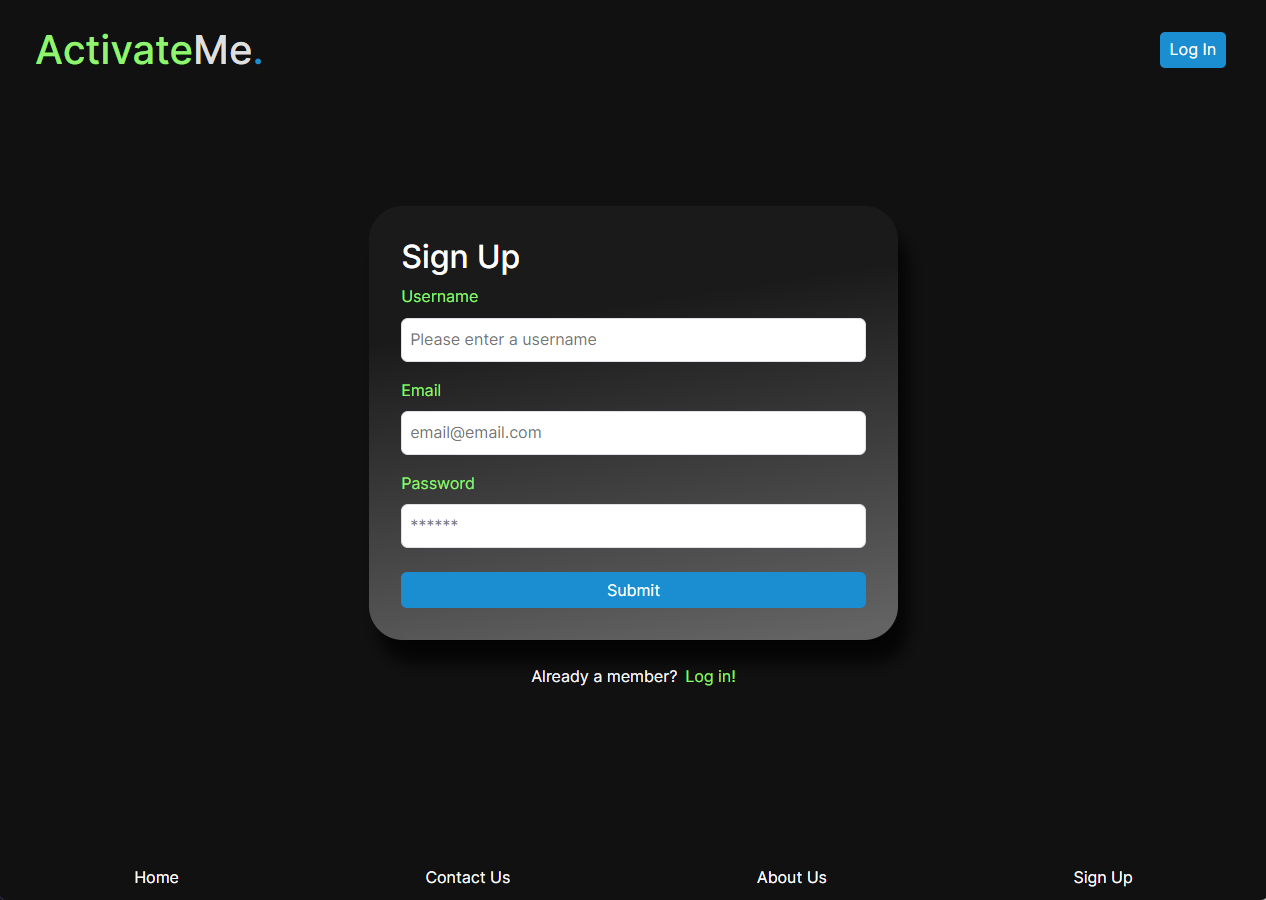 ActivateMe.
Log In
Sign Up
Username
Please enter a username
Email
email@email.com
Password
******
Submit
Already a member? Log in!
Home
Contact Us
About Us
Sign Up